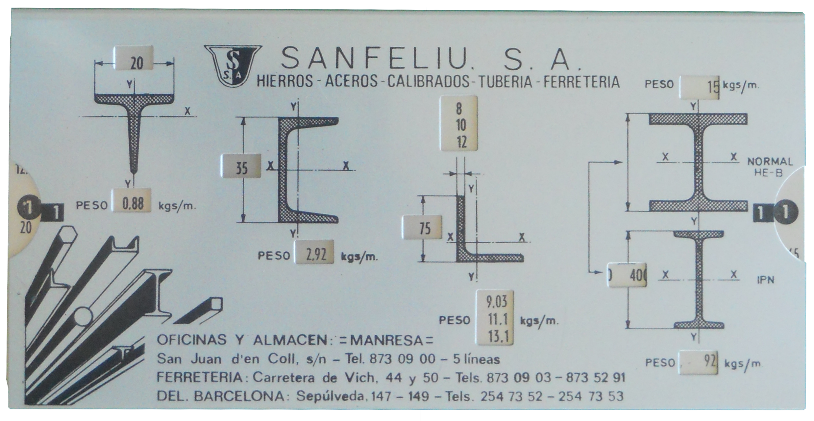 SANFELIU. S. A.
HIERROS - ACEROS - CALIBRADOS - TUBERIA - FERRETERIA
S
S A
20
Y
X
Y
PESO 0.88 kgs/m.
1 1
20
Y
35
X X
Y
PESO 2,92 kgs/m.
8
10
12
Y
75
X X
Y
PESO
9,03
11.1
13.1
kgs/m.
PESO 15 kgs/m.
Y
X X
NORMAL
HE-B
1 1
Y
40
X X
IPN
Y
PESO 92 kgs/m
OFICINAS Y ALMACEN: = MANRESA =
San Juan d'en Coll, s/n - Tel. 873 09 00 - 5 líneas
FERRETERIA: Carretera de Vich, 44 y 50 - Tels. 873 09 03 - 873 52 91
DEL. BARCELONA: Sepúlveda, 147 - 149 - Tels. 254 73 52 - 254 73 53